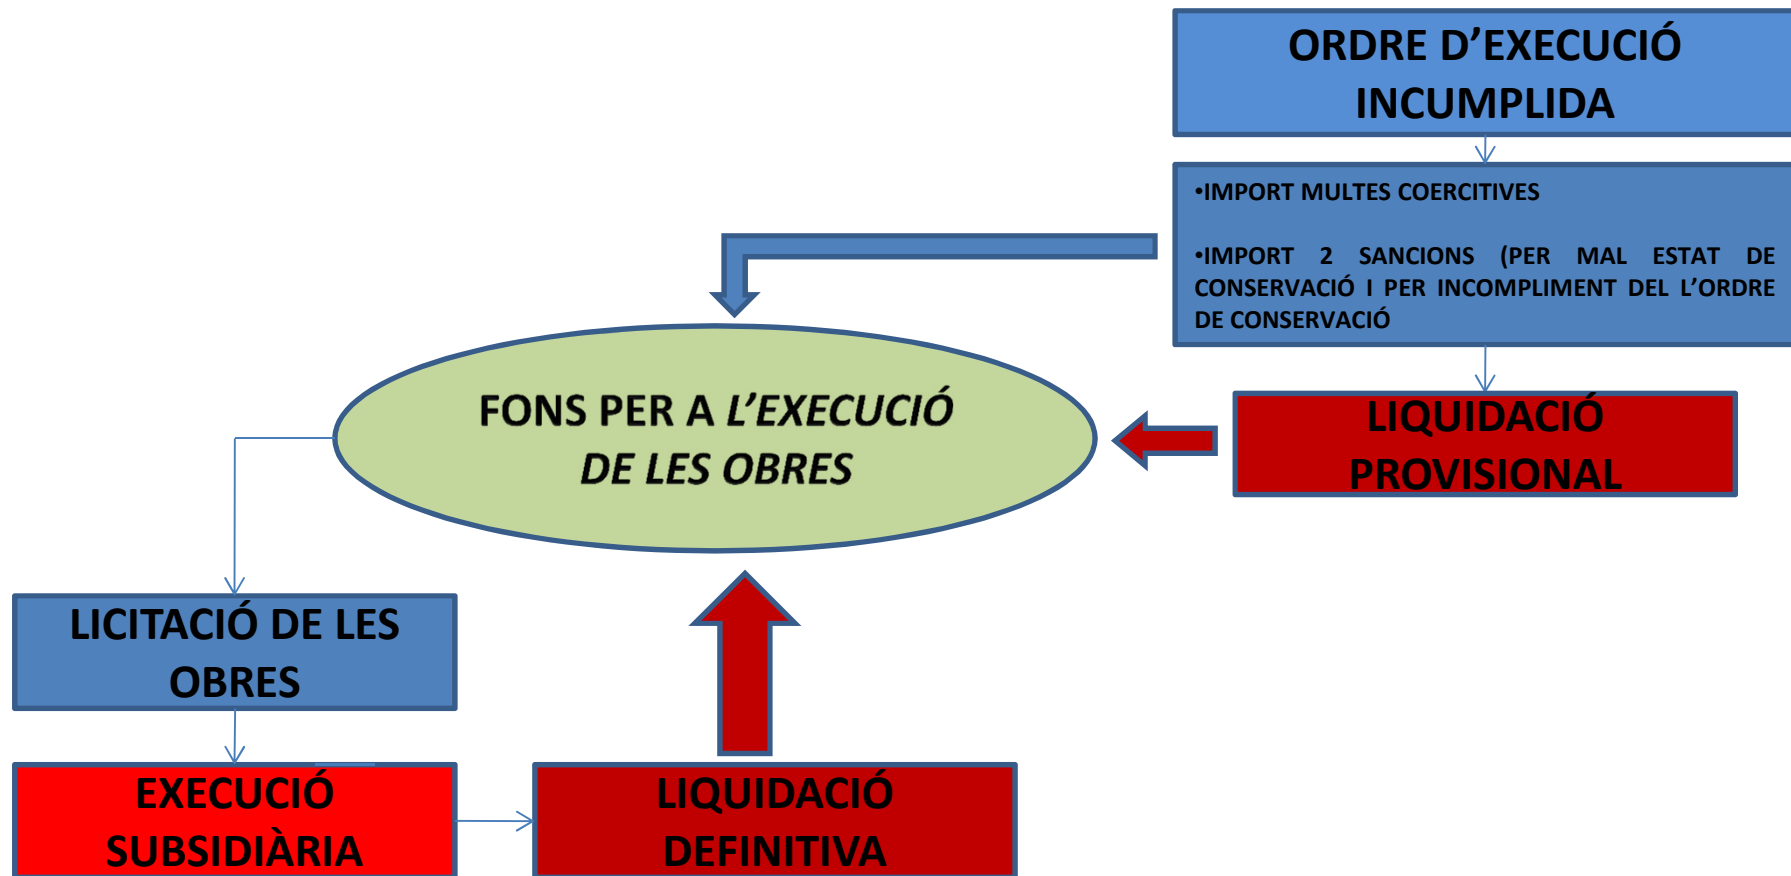 ORDRE D’EXECUCIÓ
INCUMPLIDA
•IMPORT MULTES COERCITIVES
•IMPORT 2 SANCIONS (PER MAL ESTAT DE
CONSERVACIÓ I PER INCOMPLIMENT DEL L’ORDRE
DE CONSERVACIÓ
FONS PER A L’EXECUCIÓ
DE LES OBRES
LIQUIDACIÓ
PROVISIONAL
LICITACIÓ DE LES
OBRES
EXECUCIÓ
SUBSIDIÀRIA
LIQUIDACIÓ
DEFINITIVA